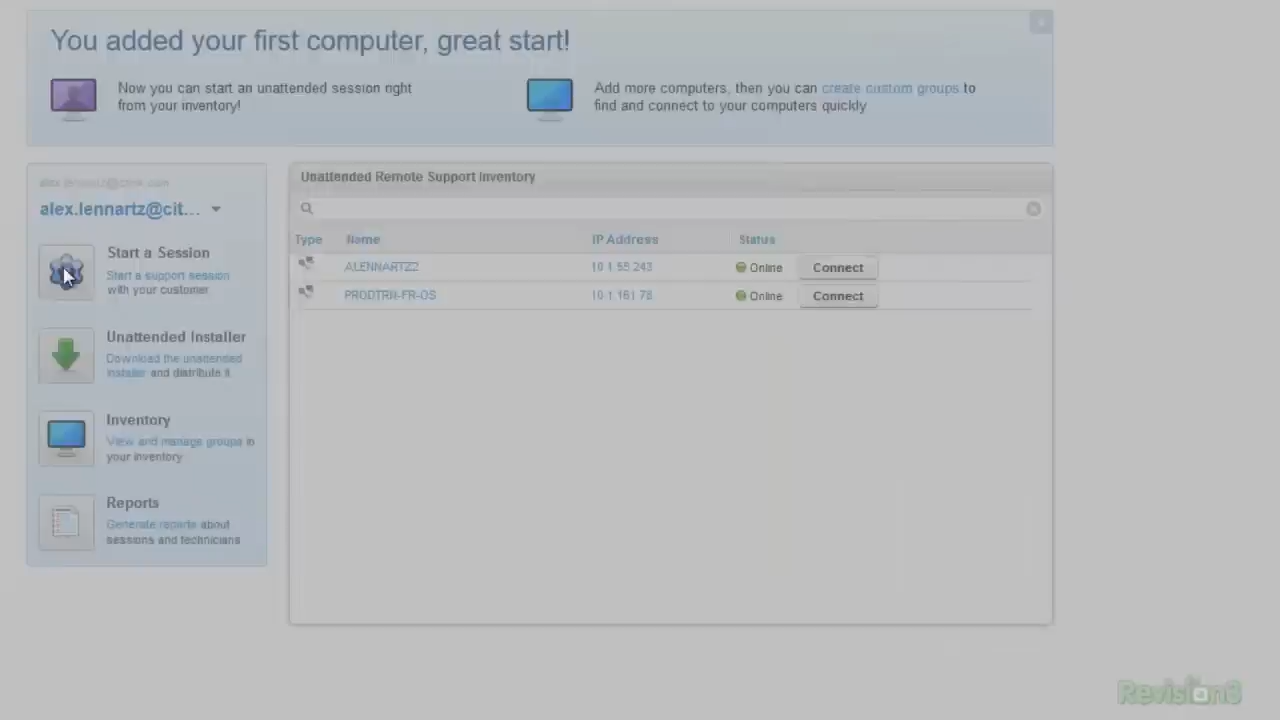 You added your first computer, great start!
Now you can start an unattended session right
from your inventory!
Add more computers, then you can create custom groups to
find and connect to your computers quickly
alex.lennartz@cit...
Start a Session
Start a support session
with your customer
Unattended Installer
Download the unattended
installer and distribute it
Inventory
View and manage groups in
your inventory
Reports
Generate reports about
sessions and technicians
Unattended Remote Support Inventory
Type Name IP Address Status
ALENNARTZ2 10.1.55.243 Online Connect
PRODTRN-FR-OS 10.1.161.78 Online Connect
Revision3